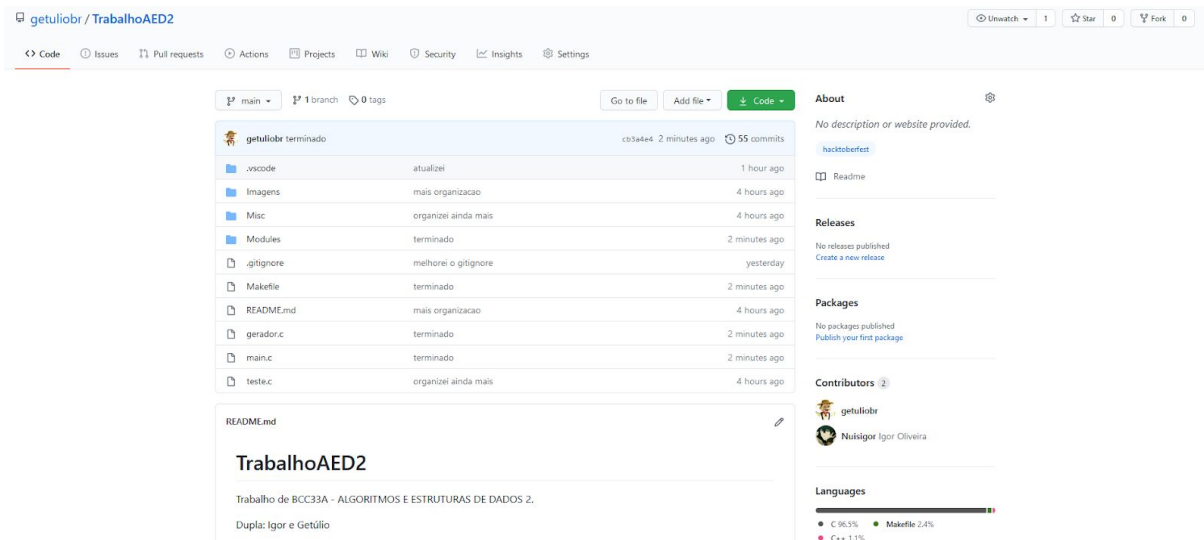 getuliobr / TrabalhoAED2
Unwatch 1 Star 0 Fork 0
Code Issues Pull requests Actions Projects Wiki Security Insights Settings
main 1 branch 0 tags Go to file Add file Code
getuliobr terminado cb3a4e4 2 minutes ago 55 commits
.vscode atualizei 1 hour ago
Imagens mais organizacao 4 hours ago
Misc organizei ainda mais 4 hours ago
Modules terminado 2 minutes ago
.gitignore melhorei o gitignore yesterday
Makefile terminado 2 minutes ago
README.md mais organizacao 4 hours ago
gerador.c terminado 2 minutes ago
main.c terminado 2 minutes ago
teste.c organizei ainda mais 4 hours ago
README.md
TrabalhoAED2
Trabalho de BCC33A - ALGORITMOS E ESTRUTURAS DE DADOS 2.
Dupla: Igor e Getúlio
About
No description or website provided.
hacktoberfest
Readme
Releases
No releases published
Create a new release
Packages
No packages published
Publish your first package
Contributors 2
getuliobr
Nuisigor Igor Oliveira
Languages
C 96.5% Makefile 2.4%
C++ 1.1%